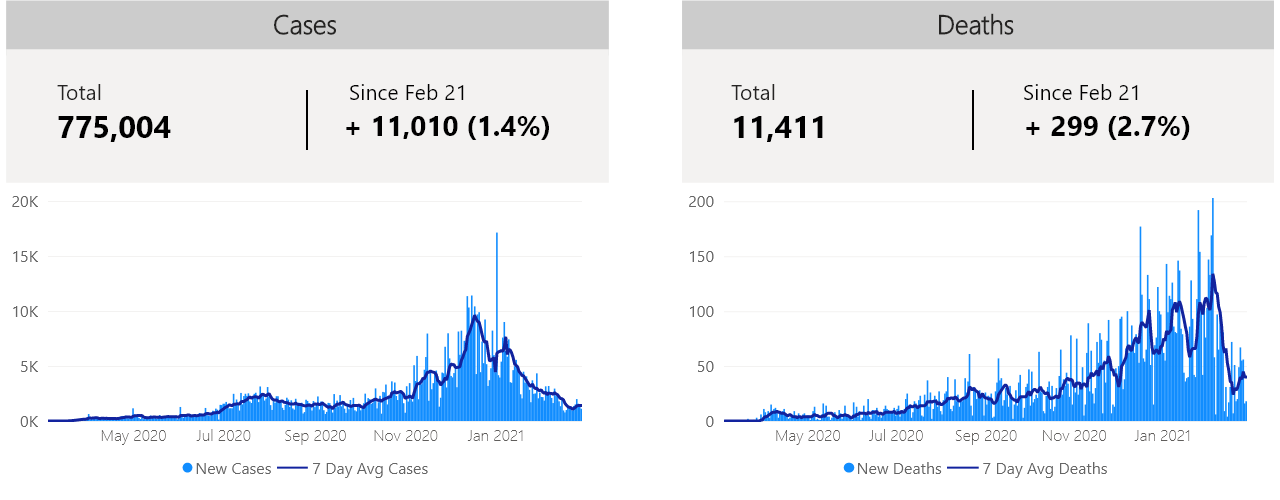 Cases
Total
775,004
Since Feb 21
+ 11,010 (1.4%)
20K
15K
10K
5K
0K
May 2020 Jul 2020 Sep 2020 Nov 2020 Jan 2021
New Cases 7 Day Avg Cases
Deaths
Total
11,411
Since Feb 21
+ 299 (2.7%)
200
150
100
50
0
May 2020 Jul 2020 Sep 2020 Nov 2020 Jan 2021
New Deaths 7 Day Avg Deaths